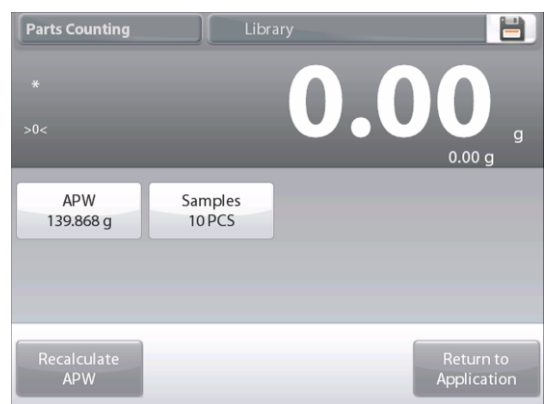 Parts Counting
Library
*
0.00 g
>0<
0.00 g
APW
139.868 g
Samples
10 PCS
Recalculate
APW
Return to
Application